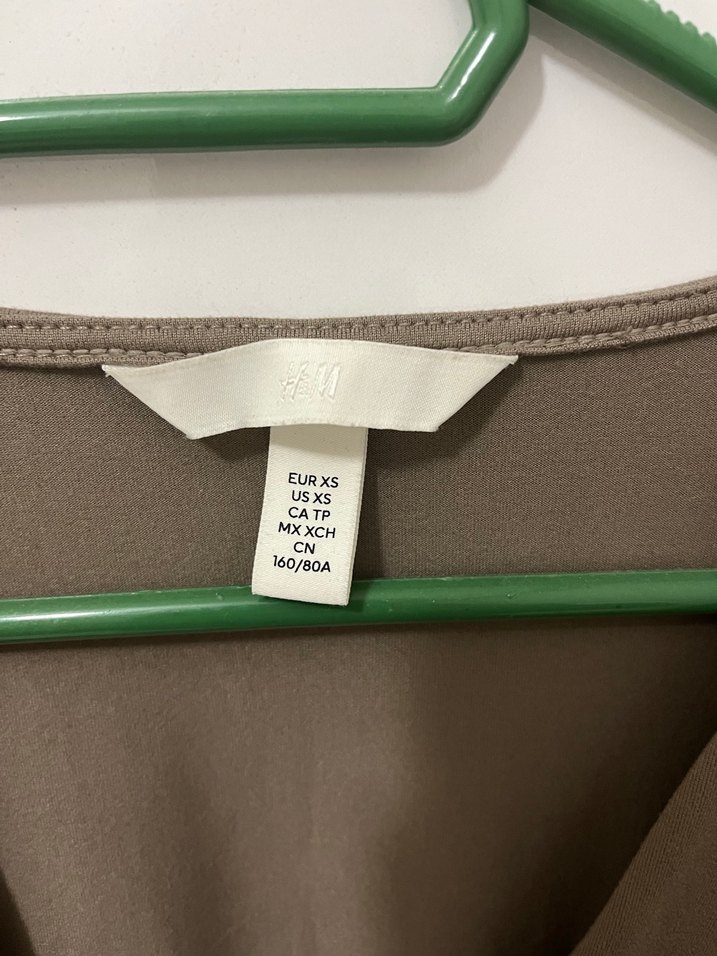 H&M
EUR XS
US XS
CA TP
MX XCH
CN
160/80A